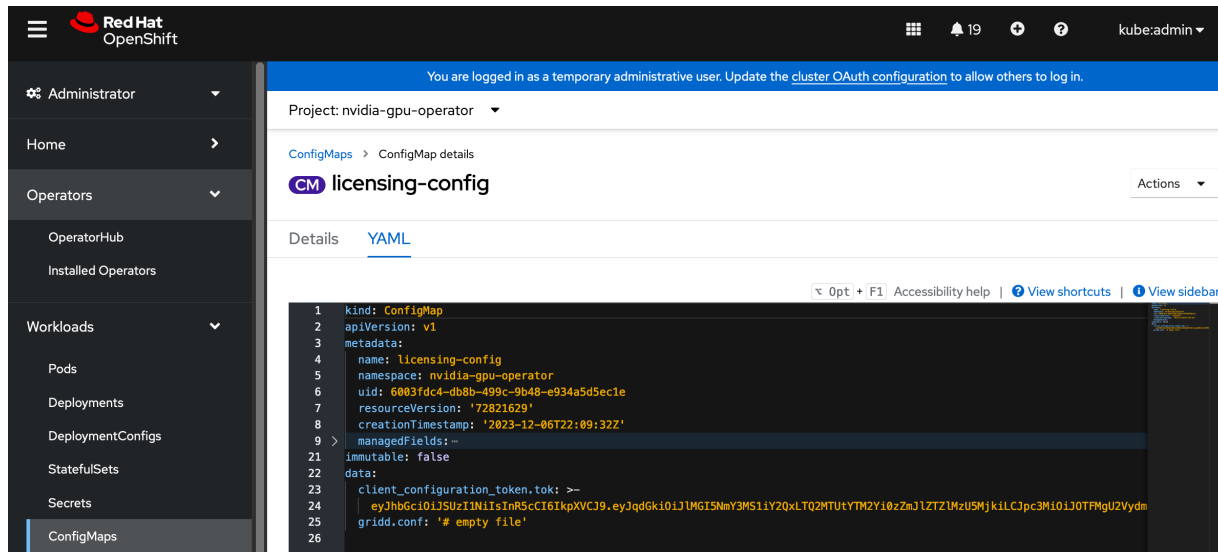 Red Hat
OpenShift
19
kube:admin
You are logged in as a temporary administrative user. Update the cluster OAuth configuration to allow others to log in.
Administrator
Home
Operators
OperatorHub
Installed Operators
Workloads
Pods
Deployments
DeploymentConfigs
StatefulSets
Secrets
ConfigMaps
Project: nvidia-gpu-operator
ConfigMaps > ConfigMap details
CM licensing-config
Actions
Details YAML
⌥ Opt + F1 Accessibility help | View shortcuts | View sidebar
1 kind: ConfigMap
2 apiVersion: v1
3 metadata:
4 name: licensing-config
5 namespace: nvidia-gpu-operator
6 uid: 6003fdc4-db8b-499c-9b48-e934a5d5ec1e
7 resourceVersion: '72821629'
8 creationTimestamp: '2023-12-06T22:09:32Z'
9 > managedFields: ⋯
21 immutable: false
22 data:
23 client_configuration_token.tok: >-
24 eyJhbGciOiJSUzI1NiIsInR5cCI6IkpXVCJ9.eyJqdGkiOiJlMGI5NmY3MS1iY2QxLTQ2MTUtYTM2Yi0zZmJlZTZlMzU5MjkiLCJpc3MiOiJOTFMgU2Vydm
25 gridd.conf: '# empty file'
26